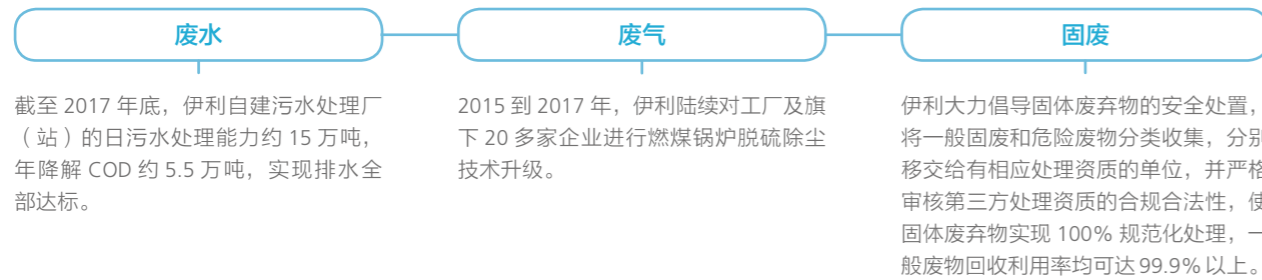 废水
截至 2017 年底，伊利自建污水处理厂
（站）的日污水处理能力约 15 万吨，
年降解 COD 约 5.5 万吨，实现排水全
部达标。
废气
2015 到 2017 年，伊利陆续对工厂及旗
下 20 多家企业进行燃煤锅炉脱硫除尘
技术升级。
固废
伊利大力倡导固体废弃物的安全处置，
将一般固废和危险废物分类收集，分别
移交给有相应处理资质的单位，并严格
审核第三方处理资质的合规合法性，使
固体废弃物实现 100% 规范化处理，一
般废物回收利用率均可达 99.9% 以上。